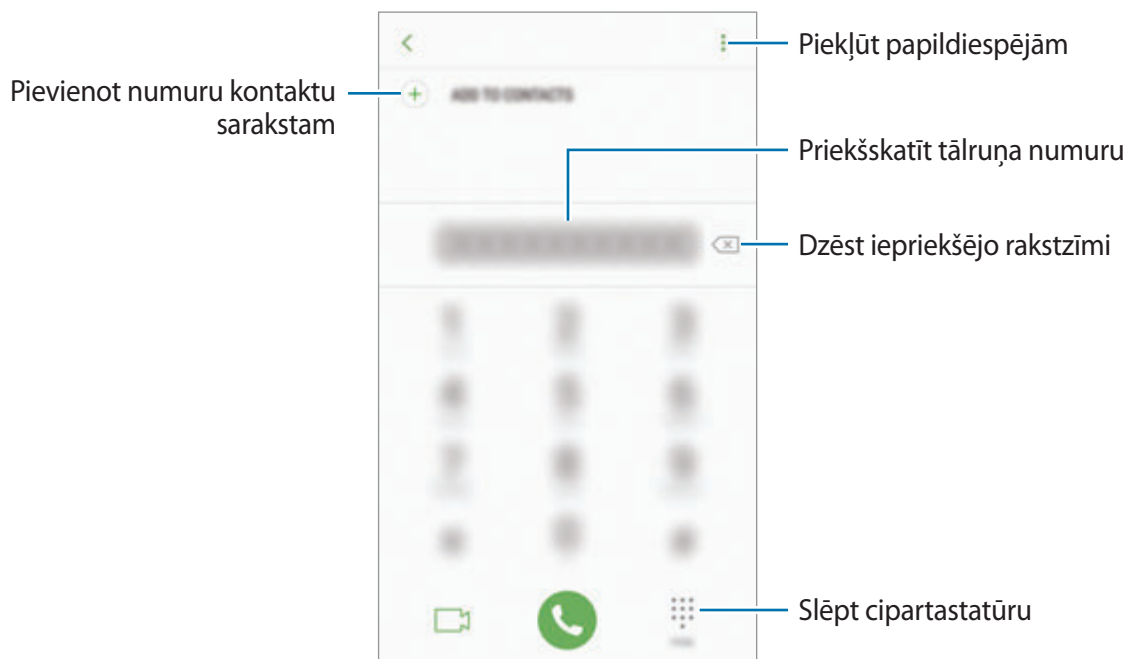 Piekļūt papildiespējām
Pievienot numuru kontaktu
sarakstam
ADD TO CONTACTS
Priekšskatīt tālruņa numuru
Dzēst iepriekšējo rakstzīmi
Slēpt cipartastatūru